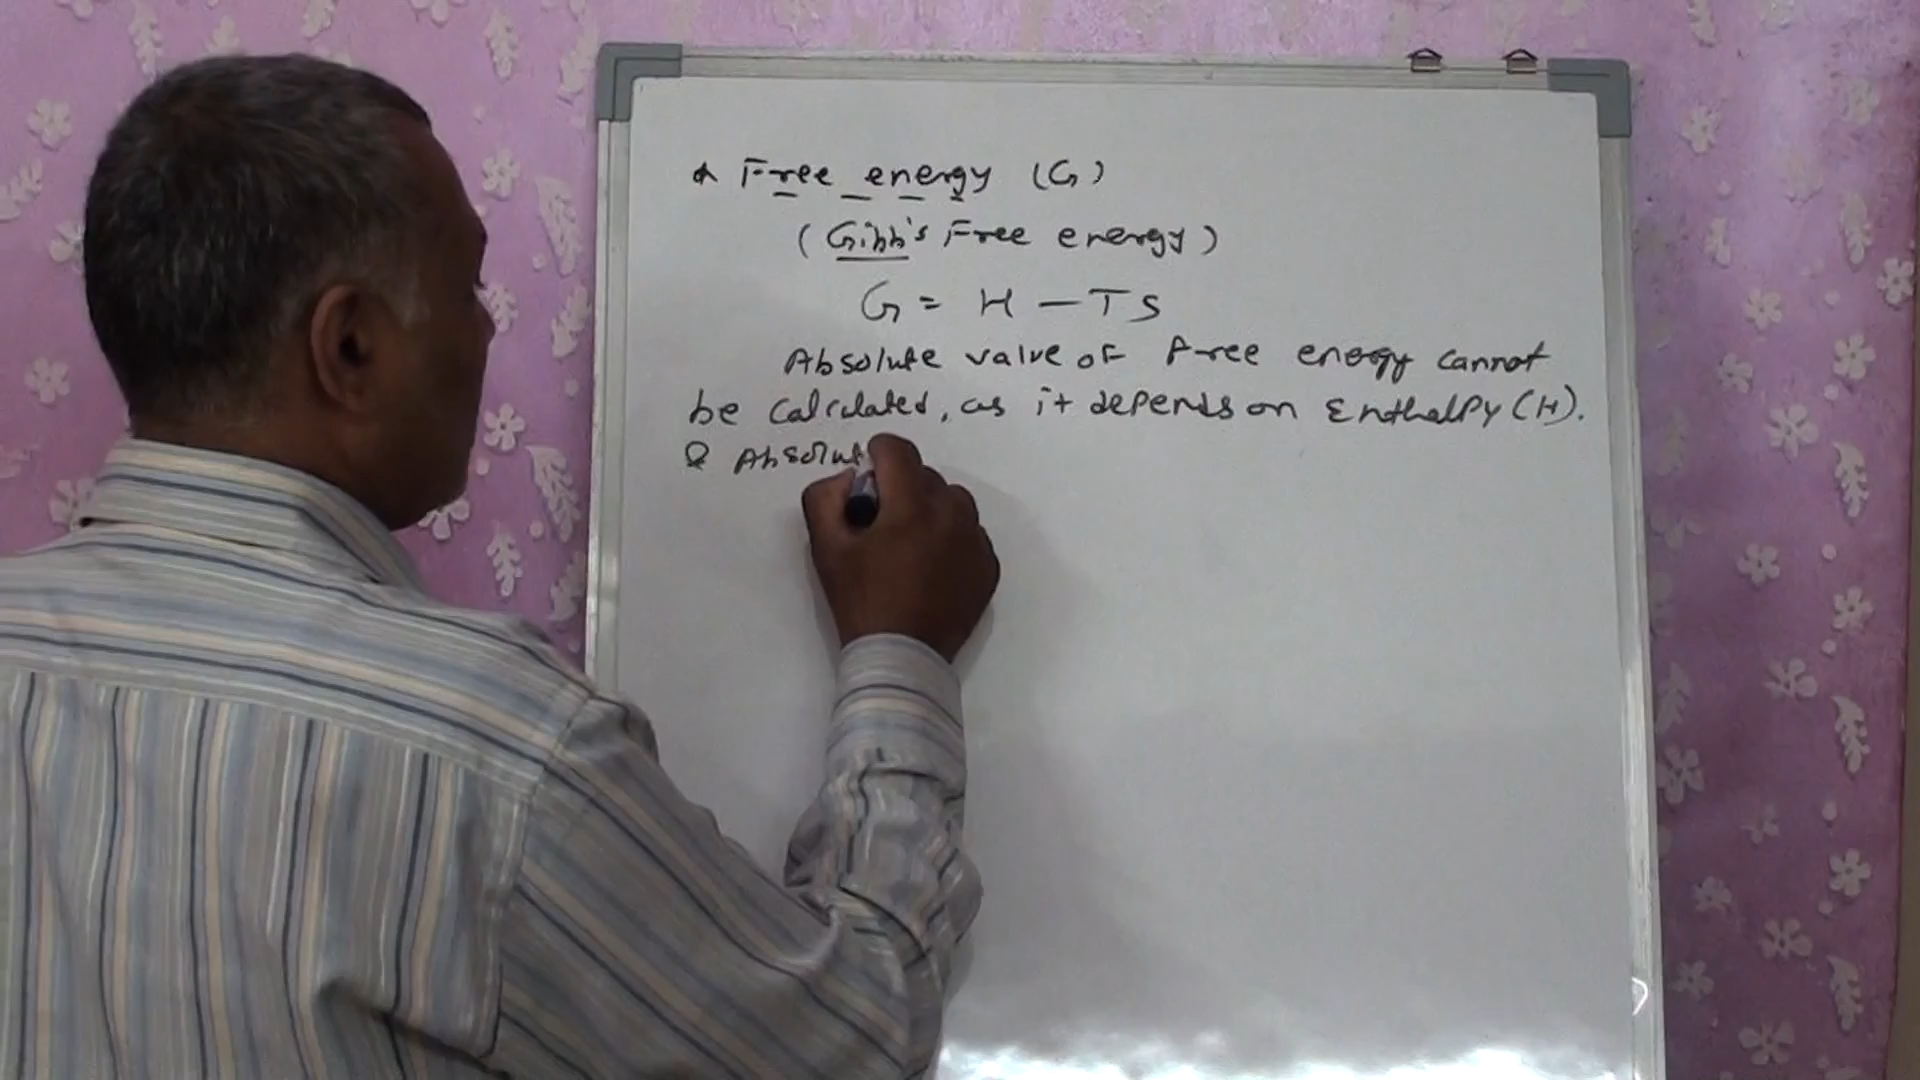 * Free energy (G)
(Gibb's Free energy)
G = H - TS
Absolute value of free energy cannot
be calculated, as it depends on Enthalpy (H).
& Absolut